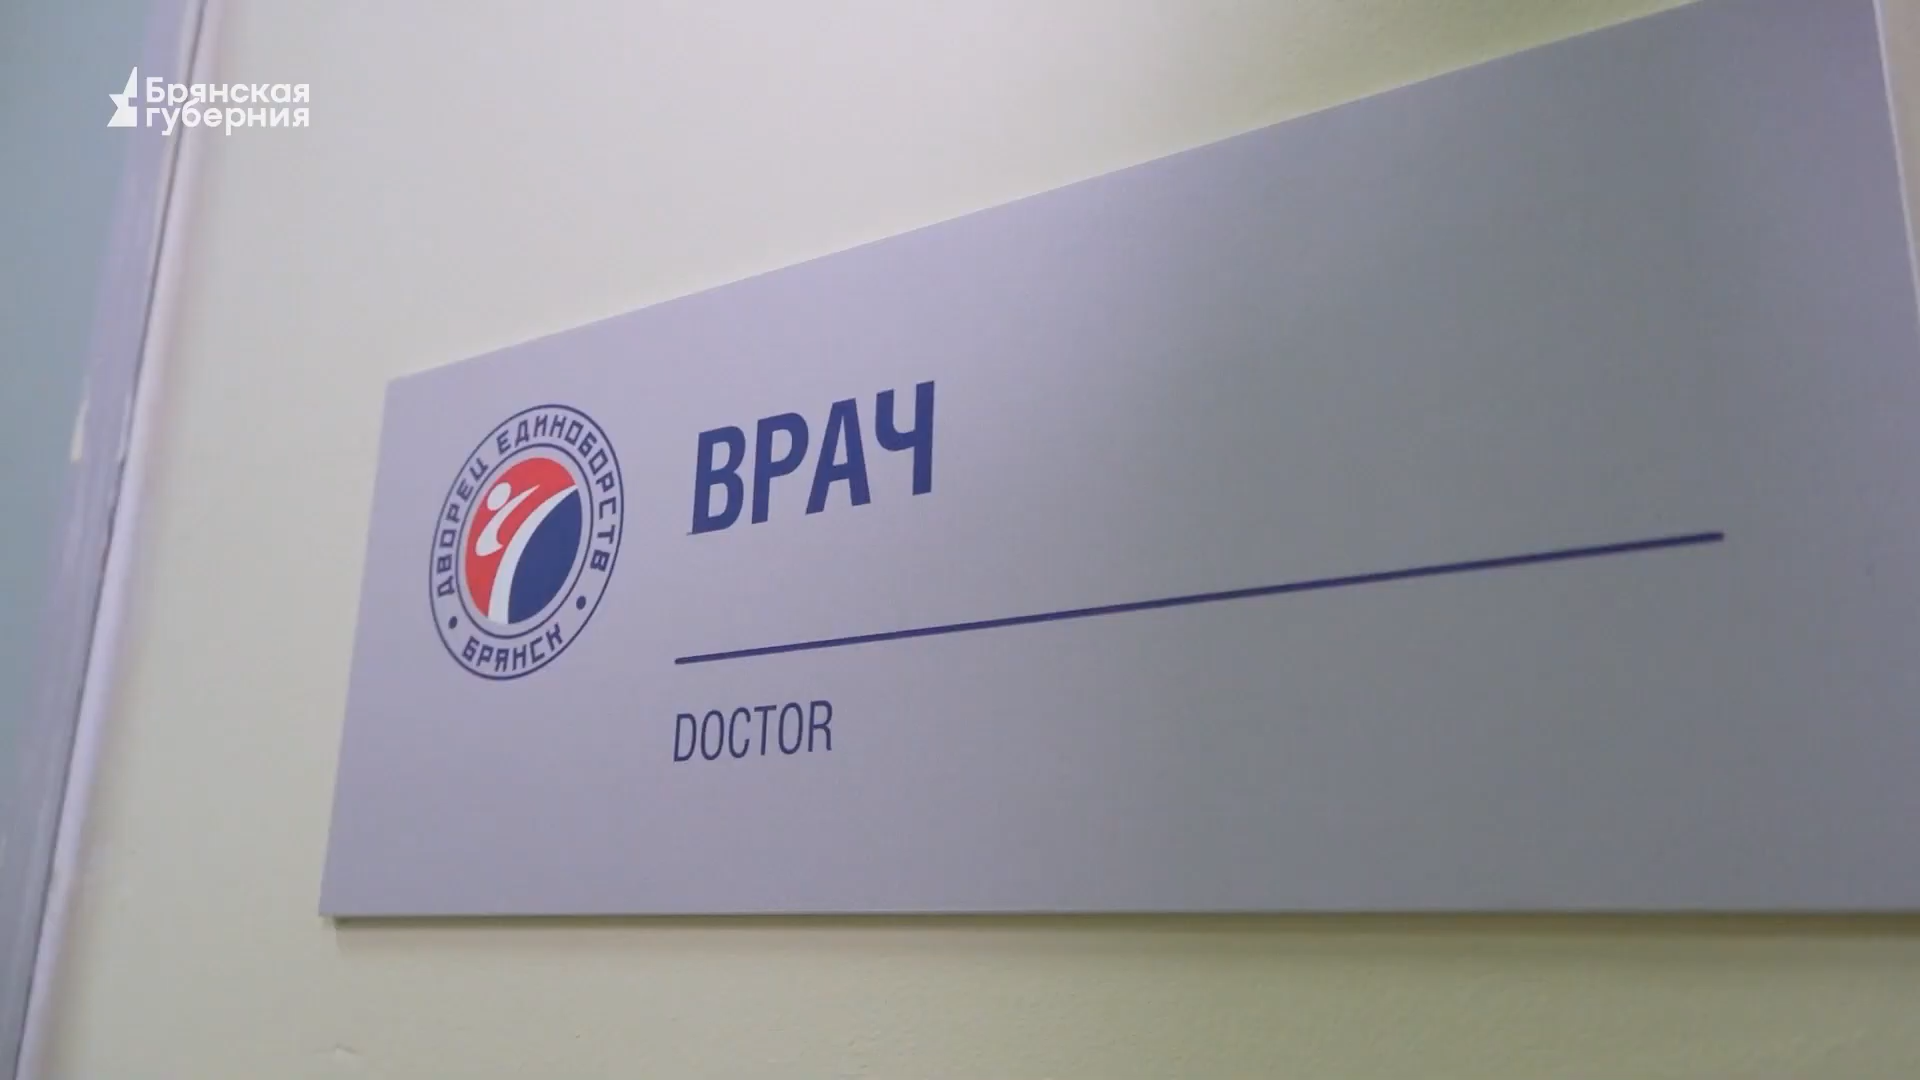 Брянская
губерния
ДВОРЕЦ ЕДИНОБОРСТВ
• БРЯНСК •
ВРАЧ
DOCTOR